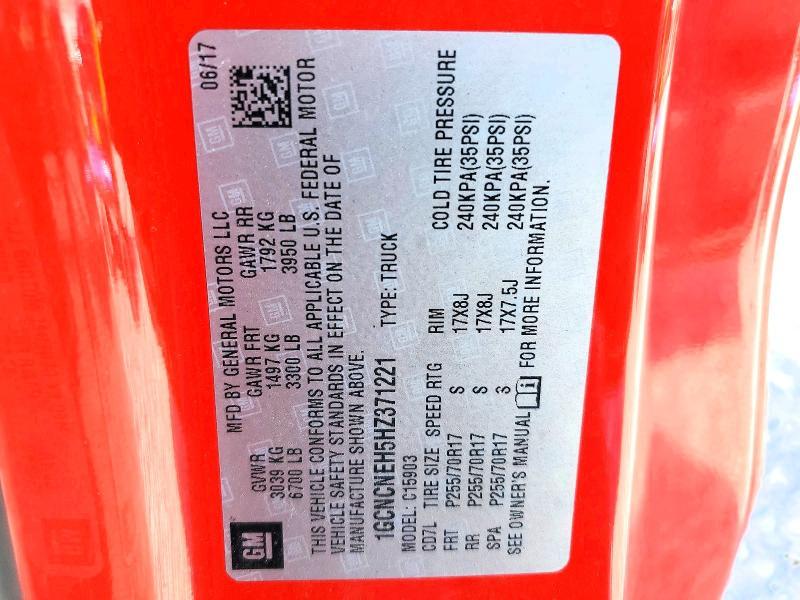 GM
06/17
MFD BY GENERAL MOTORS LLC
GVWR GAWR FRT GAWR RR
3039 KG 1497 KG 1792 KG
6700 LB 3300 LB 3950 LB
THIS VEHICLE CONFORMS TO ALL APPLICABLE U.S. FEDERAL MOTOR
VEHICLE SAFETY STANDARDS IN EFFECT ON THE DATE OF
MANUFACTURE SHOWN ABOVE.
1GCNCNEH5HZ371221 TYPE: TRUCK
MODEL: C15903
CD7L TIRE SIZE SPEED RTG RIM COLD TIRE PRESSURE
FRT P255/70R17 S 17X8J 240KPA(35PSI)
RR P255/70R17 S 17X8J 240KPA(35PSI)
SPA P255/70R17 S 17X7.5J 240KPA(35PSI)
SEE OWNER'S MANUAL i FOR MORE INFORMATION.